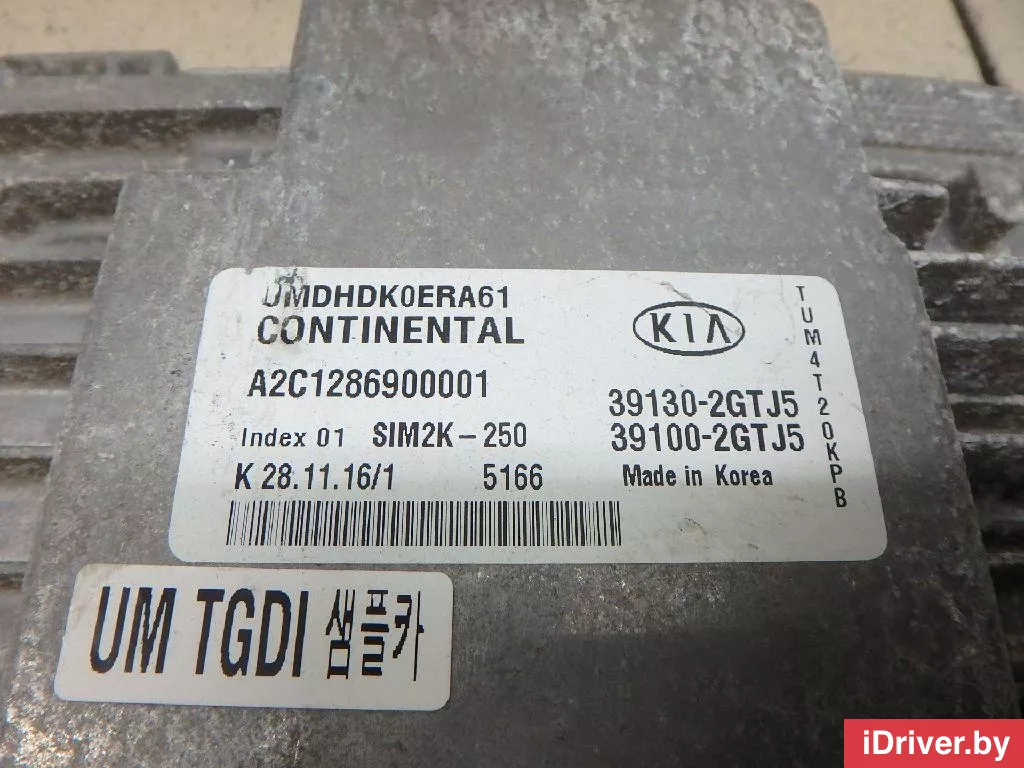 UMDHDK0ERA61
CONTINENTAL
KIA
A2C1286900001
39130-2GTJ5
Index 01 SIM2K-250
39100-2GTJ5
K 28.11.16/1 5166
Made in Korea
TUM4T20KPB
UM TGDI 샘플카
iDriver.by